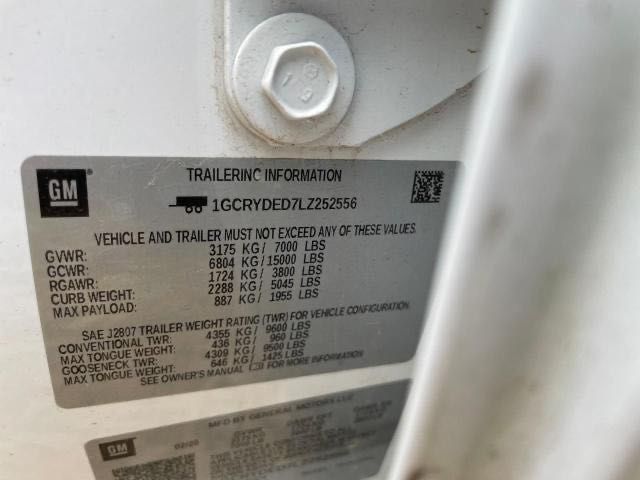 19
GM
TRAILERING INFORMATION
1GCRYDED7LZ252556
VEHICLE AND TRAILER MUST NOT EXCEED ANY OF THESE VALUES.
GVWR: 3175 KG/ 7000 LBS
GCWR: 6804 KG/15000 LBS
RGAWR: 1724 KG/ 3800 LBS
CURB WEIGHT: 2288 KG/ 5045 LBS
MAX PAYLOAD: 887 KG/ 1955 LBS
SAE J2807 TRAILER WEIGHT RATING (TWR) FOR VEHICLE CONFIGURATION.
CONVENTIONAL TWR: 4355 KG/ 9600 LBS
MAX TONGUE WEIGHT: 436 KG/ 960 LBS
GOOSENECK TWR: 4309 KG/ 9500 LBS
MAX TONGUE WEIGHT: 646 KG/ 1425 LBS
SEE OWNER'S MANUAL FOR MORE INFORMATION.
GM
02/20
MFD BY GENERAL MOTORS LLC
GVWR